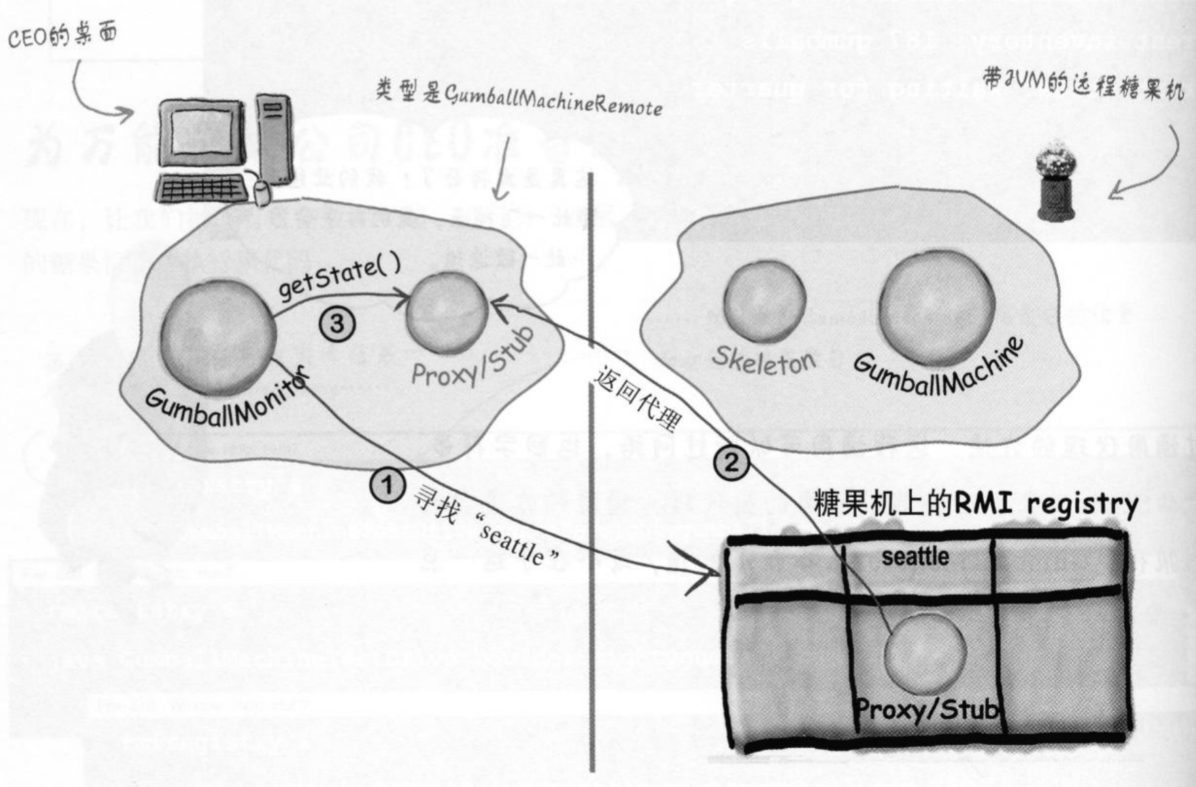 CEO的桌面
类型是GumballMachineRemote
带JVM的远程糖果机
getState( )
③
Proxy/Stub
GumballMonitor
Skeleton
GumballMachine
①
寻找“seattle”
返回代理
②
糖果机上的RMI registry
seattle
Proxy/Stub